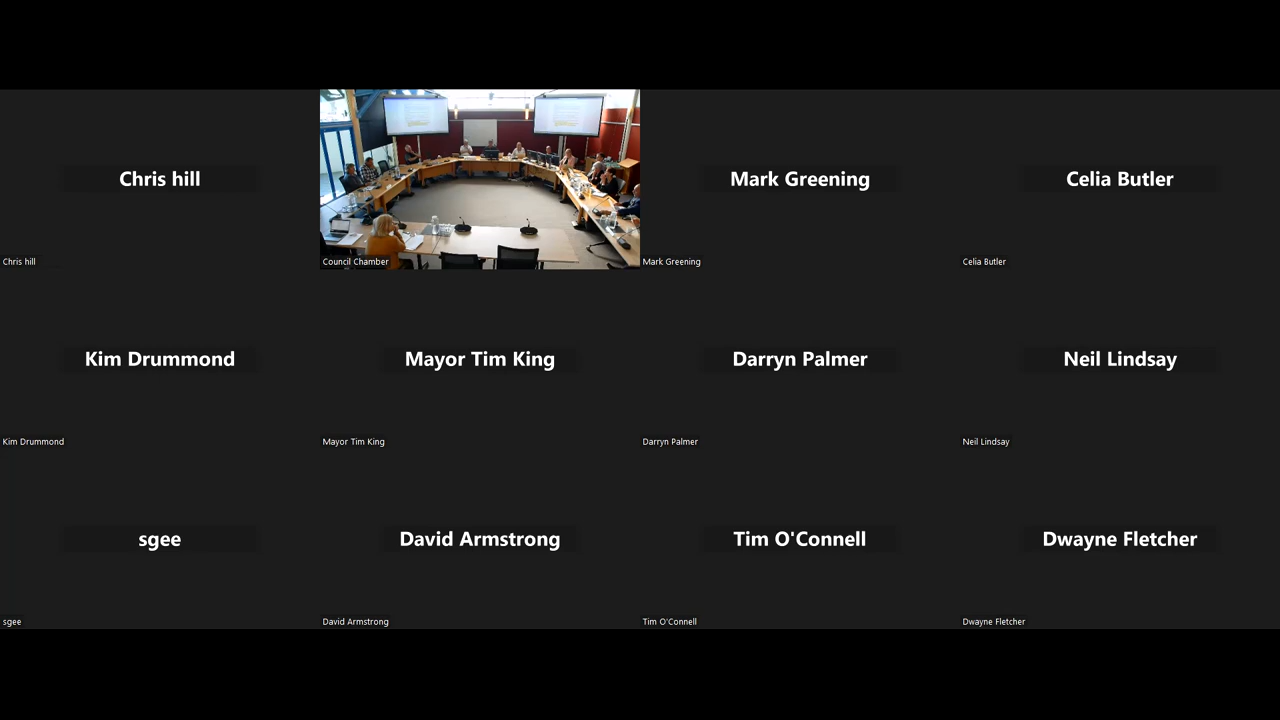 Chris hill
Mark Greening
Celia Butler
Chris hill
Council Chamber
Mark Greening
Celia Butler
Kim Drummond
Mayor Tim King
Darryn Palmer
Neil Lindsay
Kim Drummond
Mayor Tim King
Darryn Palmer
Neil Lindsay
sgee
David Armstrong
Tim O'Connell
Dwayne Fletcher
sgee
David Armstrong
Tim O'Connell
Dwayne Fletcher